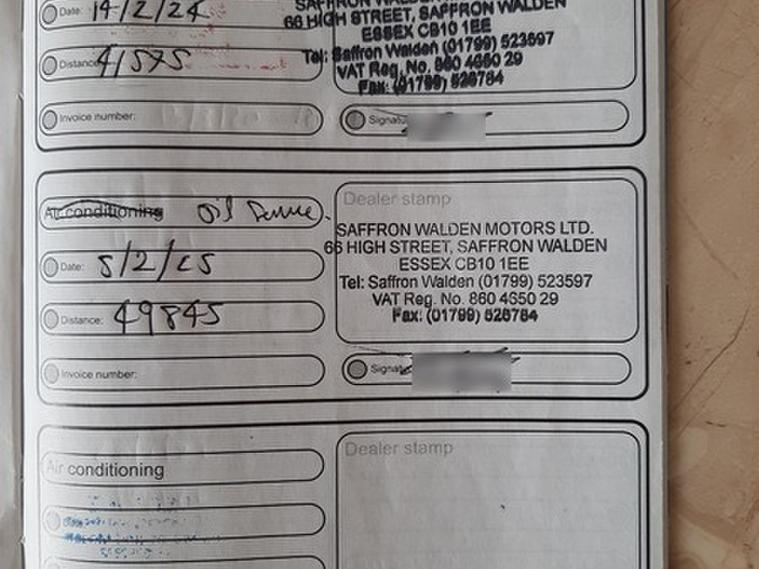 Date: 14/2/24
Distance: 41575
Invoice number:
66 HIGH STREET, SAFFRON WALDEN
ESSEX CB10 1EE
Tel: Saffron Walden (01799) 523597
VAT Reg. No. 860 4650 29
Fax: (01799) 526784
Air conditioning Oil Service.
Date: 5/2/25
Distance: 49845
Invoice number:
Dealer stamp
SAFFRON WALDEN MOTORS LTD.
66 HIGH STREET, SAFFRON WALDEN
ESSEX CB10 1EE
Tel: Saffron Walden (01799) 523597
VAT Reg. No. 860 4650 29
Fax: (01799) 526784
Air conditioning
Dealer stamp